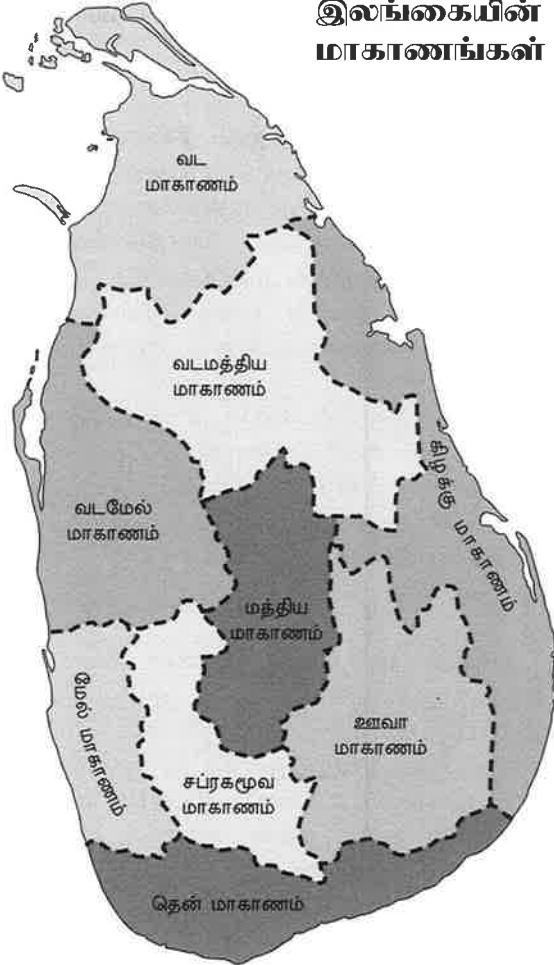 இலங்கையின்
மாகாணங்கள்
வட
மாகாணம்
வடமத்திய
மாகாணம்
கிழக்கு மாகாணம்
வடமேல்
மாகாணம்
மத்திய
மாகாணம்
மேல் மாகாணம்
ஊவா
மாகாணம்
சப்ரகமூவ
மாகாணம்
தென் மாகாணம்